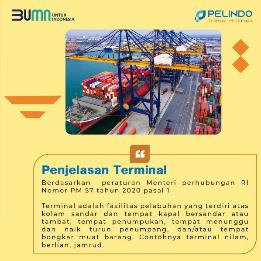 BUMN UNTUK INDONESIA
PELINDO
Penjelasan Terminal
Berdasarkan peraturan Menteri perhubungan RI
Nomor PM 57 tahun 2020 pasal 1
Terminal adalah fasilitas pelabuhan yang terdiri atas
kolam sandar dan tempat kapal bersandar atau
tambat, tempat penumpukan, tempat menunggu
dan naik turun penumpang, dan/atau tempat
bongkar muat barang. Contohnya terminal nilam,
berlian, jamrud.